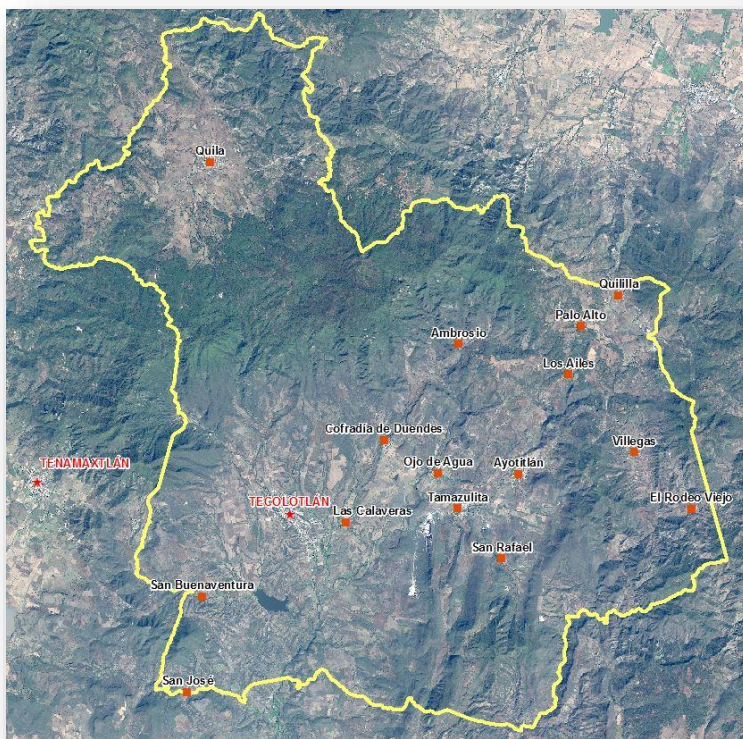 Quila
Quililla
Palo Alto
Ambrosio
Los Ailes
Cofradia de Duendes
Villegas
Ojo de Agua
Ayotitlán
TENAMAXTLÁN
TECOLOTLÁN
Tamazulita
El Rodeo Viejo
Las Calaveras
San Rafael
San Buenaventura
San José